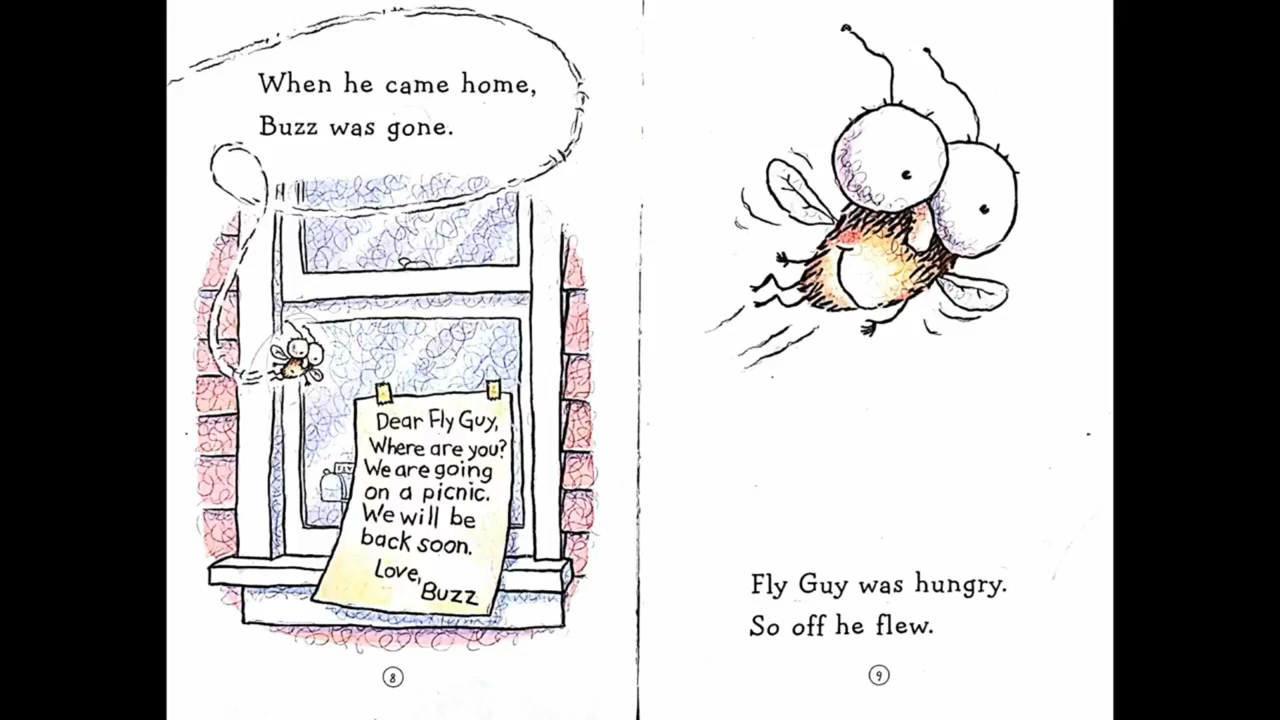 When he came home,
Buzz was gone.
Dear Fly Guy,
Where are you?
We are going
on a picnic.
We will be
back soon.
Love,
Buzz
FLY
8
Fly Guy was hungry.
So off he flew.
9